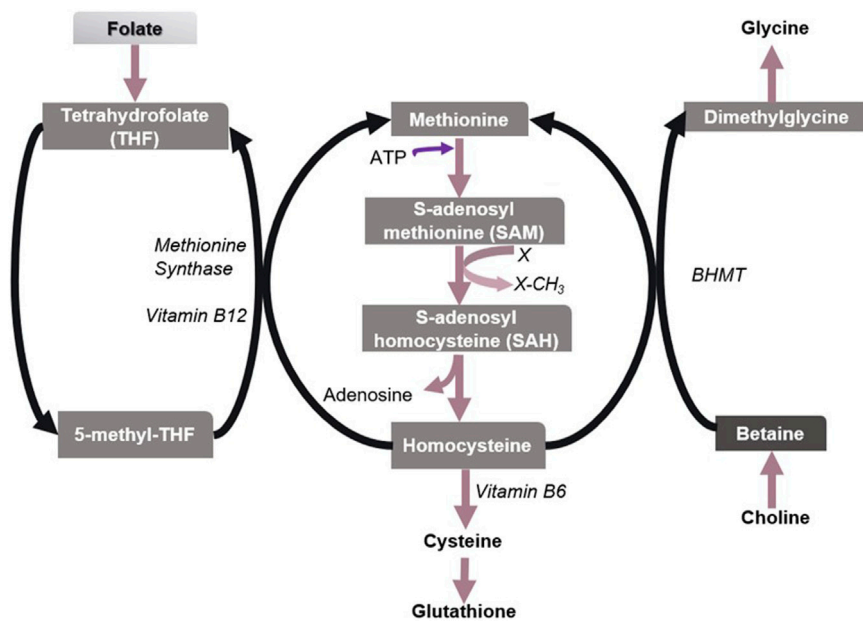 Folate
Tetrahydrofolate
(THF)
Methionine
Synthase
Vitamin B12
5-methyl-THF
Methionine
ATP
S-adenosyl
methionine (SAM)
X
X-CH₃
S-adenosyl
homocysteine (SAH)
Adenosine
Homocysteine
Vitamin B6
Cysteine
Glutathione
Glycine
Dimethylglycine
BHMT
Betaine
Choline